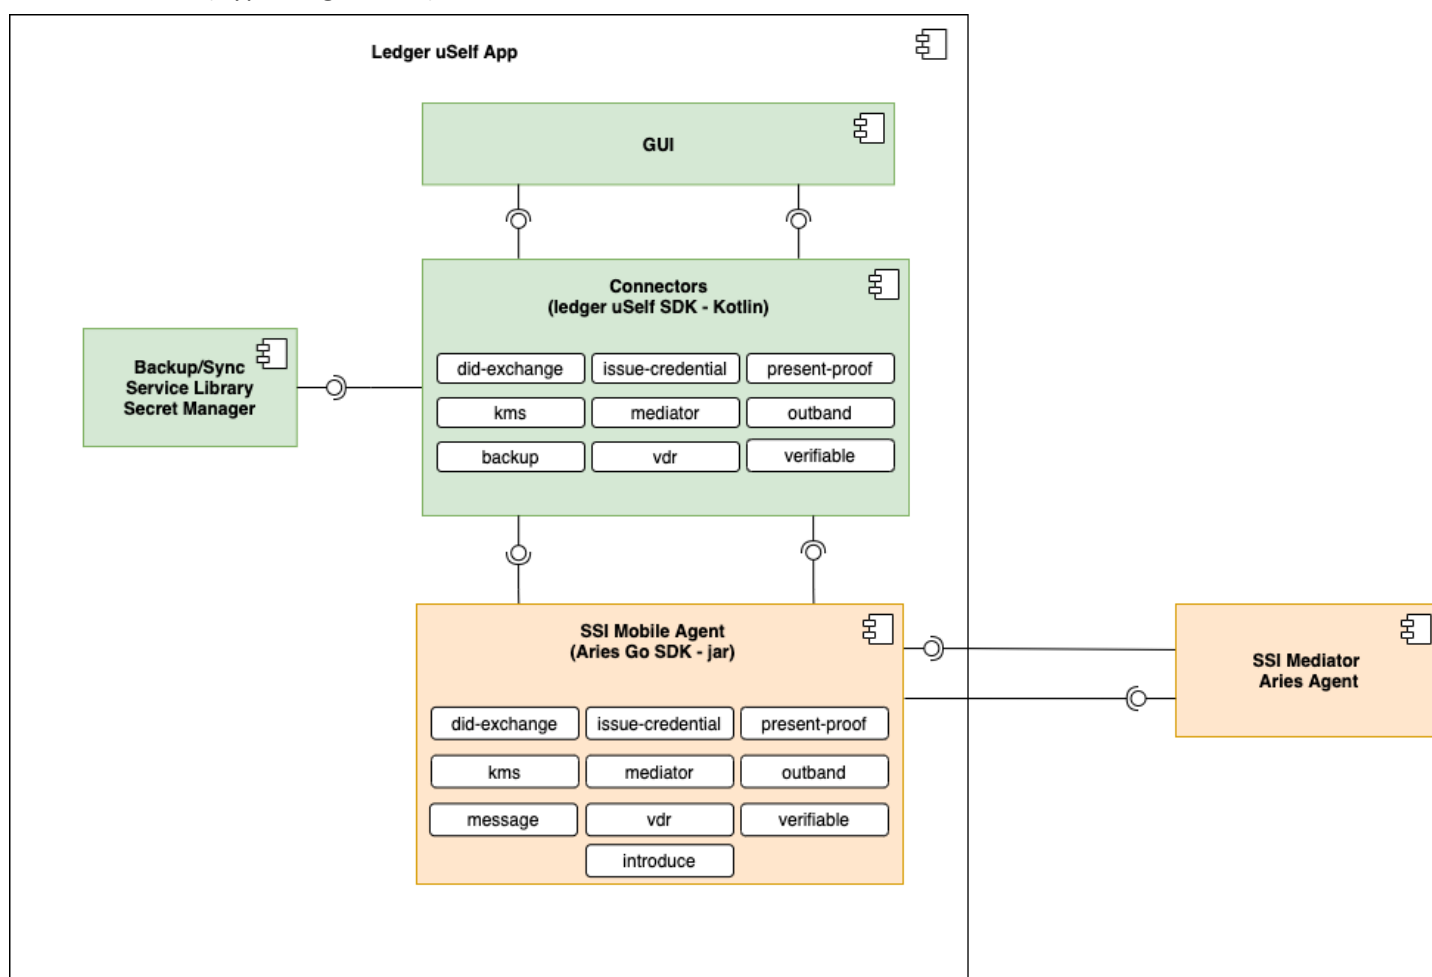 Ledger uSelf App
GUI
Connectors
(ledger uSelf SDK - Kotlin)
did-exchange
issue-credential
present-proof
kms
mediator
outband
backup
vdr
verifiable
Backup/Sync
Service Library
Secret Manager
SSI Mobile Agent
(Aries Go SDK - jar)
did-exchange
issue-credential
present-proof
kms
mediator
outband
message
vdr
verifiable
introduce
SSI Mediator
Aries Agent